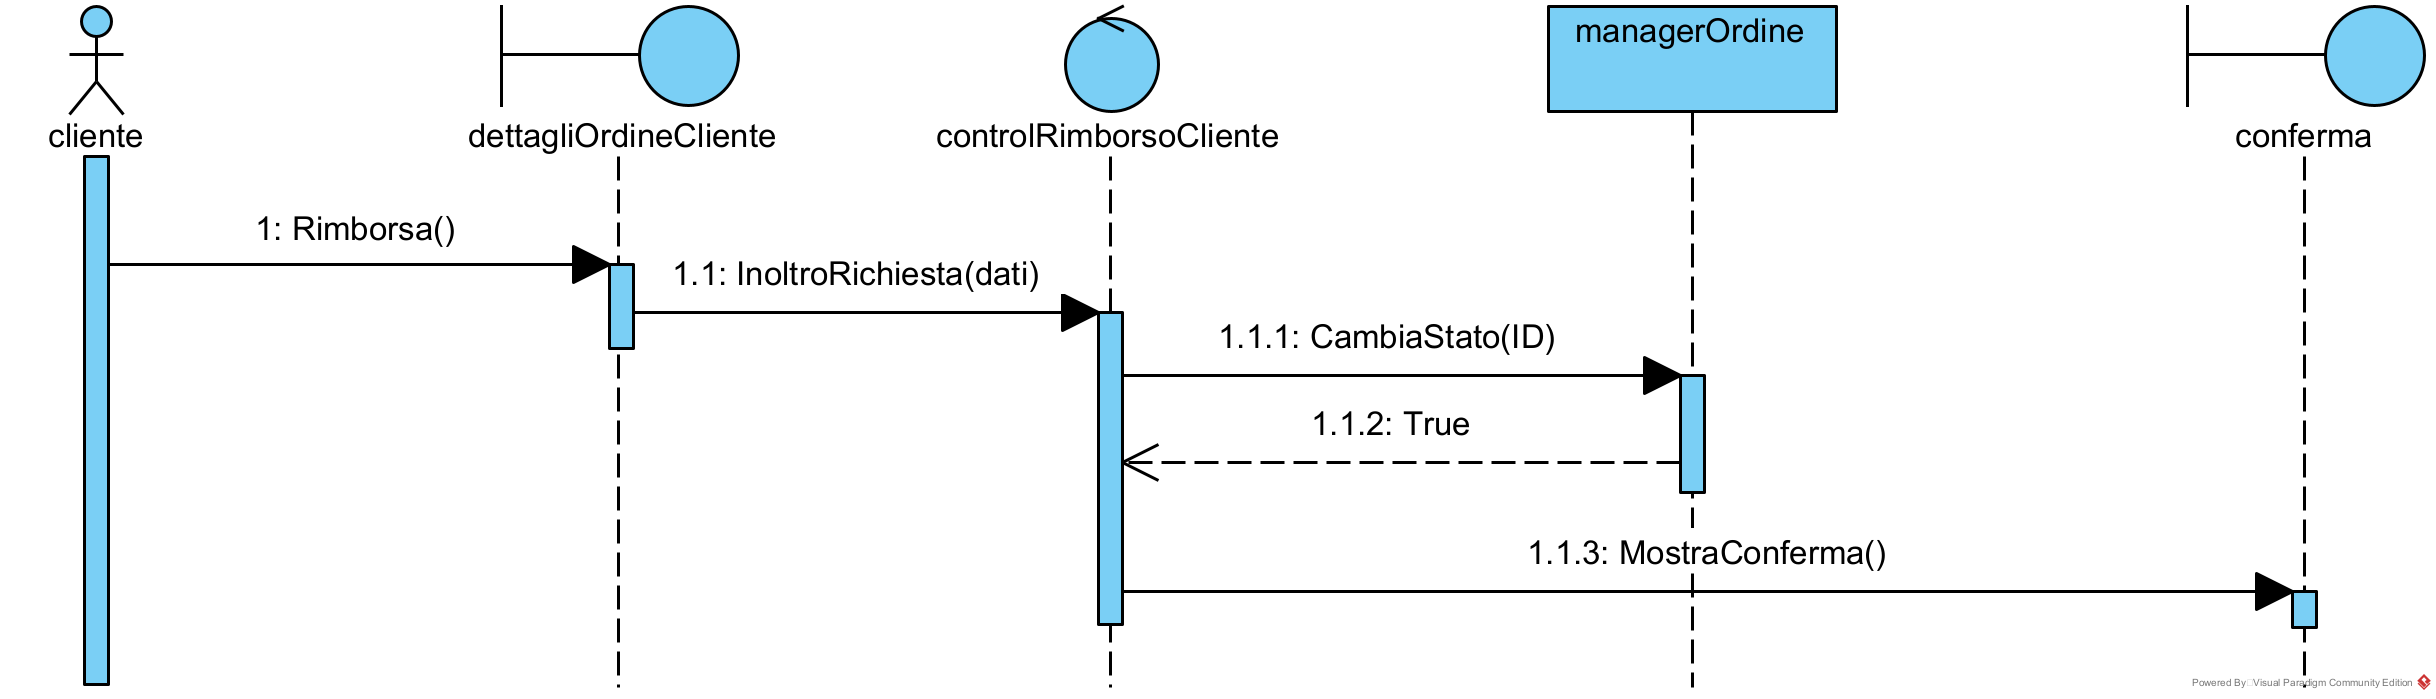 managerOrdine
cliente
dettagliOrdineCliente
controlRimborsoCliente
conferma
1: Rimborsa()
1.1: InoltroRichiesta(dati)
1.1.1: CambiaStato(ID)
1.1.2: True
1.1.3: MostraConferma()
Powered By Visual Paradigm Community Edition